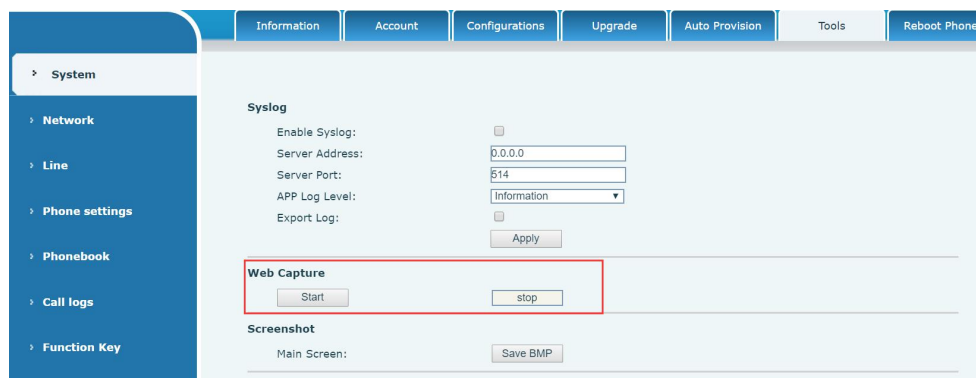 Information Account Configurations Upgrade Auto Provision Tools Reboot Phone
System
Network
Line
Phone settings
Phonebook
Call logs
Function Key
Syslog
Enable Syslog:
Server Address: 0.0.0.0
Server Port: 514
APP Log Level: Information
Export Log:
Apply
Web Capture
Start stop
Screenshot
Main Screen: Save BMP